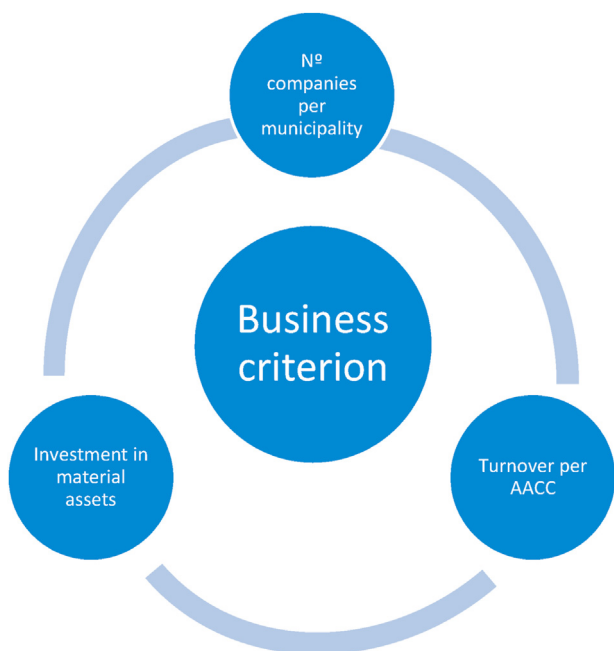 Nº
companies
per
municipality
Business
criterion
Investment in
material
assets
Turnover per
AACC